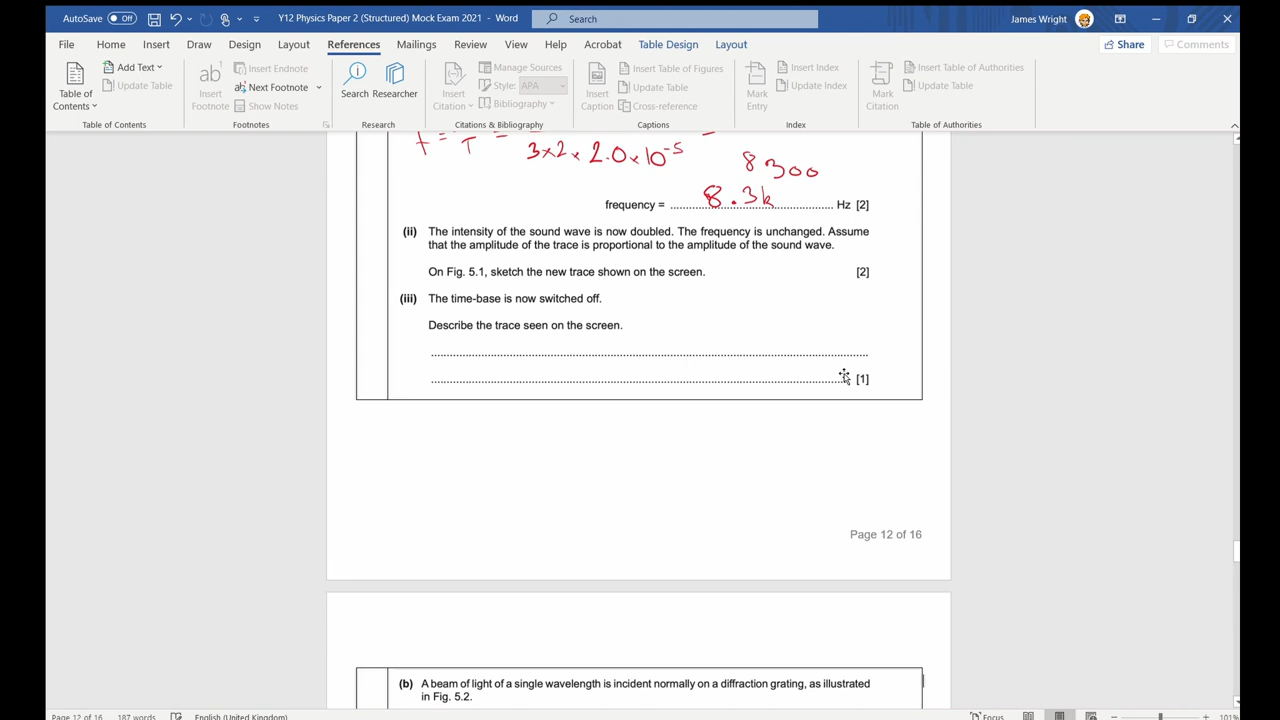 AutoSave Off Y12 Physics Paper 2 (Structured) Mock Exam 2021 - Word Search James Wright
File Home Insert Draw Design Layout References Mailings Review View Help Acrobat Table Design Layout Share Comments
Table of Contents
Add Text
Update Table
Table of Contents
ab
Insert Footnote
Insert Endnote
Next Footnote
Show Notes
Footnotes
Search
Researcher
Research
Insert Citation
Manage Sources
Style: APA
Bibliography
Citations & Bibliography
Insert Caption
Insert Table of Figures
Update Table
Cross-reference
Captions
Mark Entry
Insert Index
Update Index
Index
Mark Citation
Insert Table of Authorities
Update Table
Table of Authorities
3×2× 2.0×10⁻⁵
8300
frequency = 8.3k Hz [2]
(ii) The intensity of the sound wave is now doubled. The frequency is unchanged. Assume
that the amplitude of the trace is proportional to the amplitude of the sound wave.
On Fig. 5.1, sketch the new trace shown on the screen. [2]
(iii) The time-base is now switched off.
Describe the trace seen on the screen.
[1]
Page 12 of 16
(b) A beam of light of a single wavelength is incident normally on a diffraction grating, as illustrated
in Fig. 5.2.
Page 12 of 16 187 words English (United Kingdom) Focus 101%